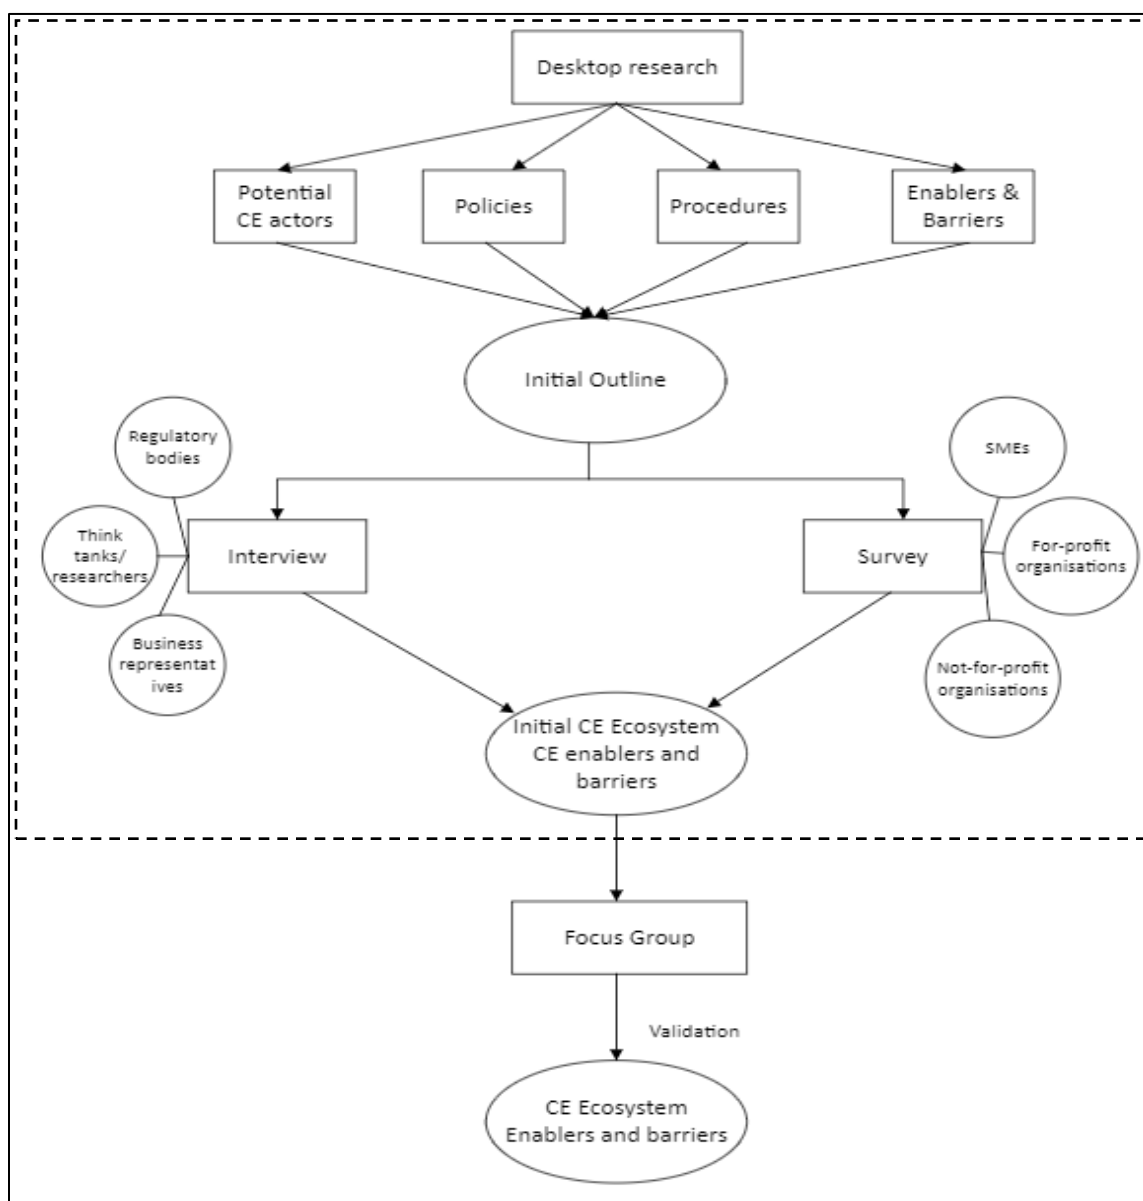 Desktop research
Potential
CE actors
Policies
Procedures
Enablers &
Barriers
Initial Outline
Regulatory
bodies
SMEs
Think
tanks/
researchers
Interview
Survey
For-profit
organisations
Business
representat
ives
Not-for-profit
organisations
Initial CE Ecosystem
CE enablers and
barriers
Focus Group
Validation
CE Ecosystem
Enablers and barriers